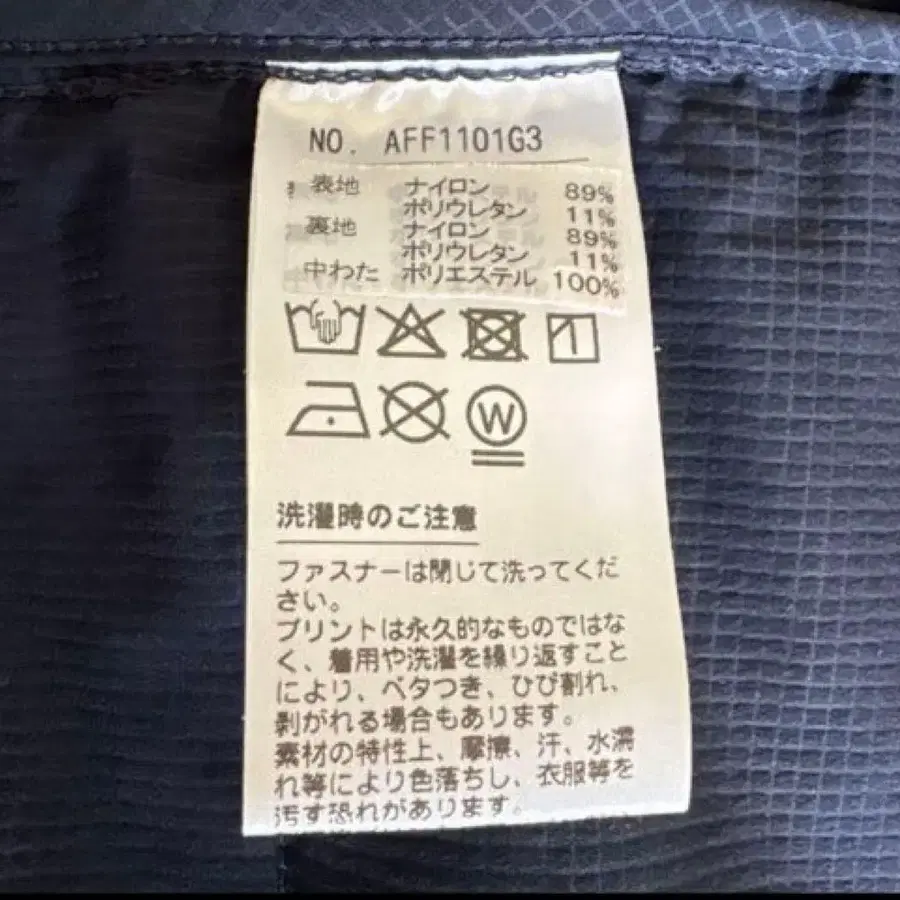 NO. AFF1101G3
表地 ナイロン 89%
ポリウレタン 11%
裏地 ナイロン 89%
ポリウレタン 11%
中わた ポリエステル 100%
W
洗濯時のご注意
ファスナーは閉じて洗ってくだ
さい。
プリントは永久的なものではな
く、着用や洗濯を繰り返すこと
により、ベタつき、ひび割れ、
剥がれる場合もあります。
素材の特性上、摩擦、汗、水濡
れ等により色落ちし、衣服等を
汚す恐れがあります。